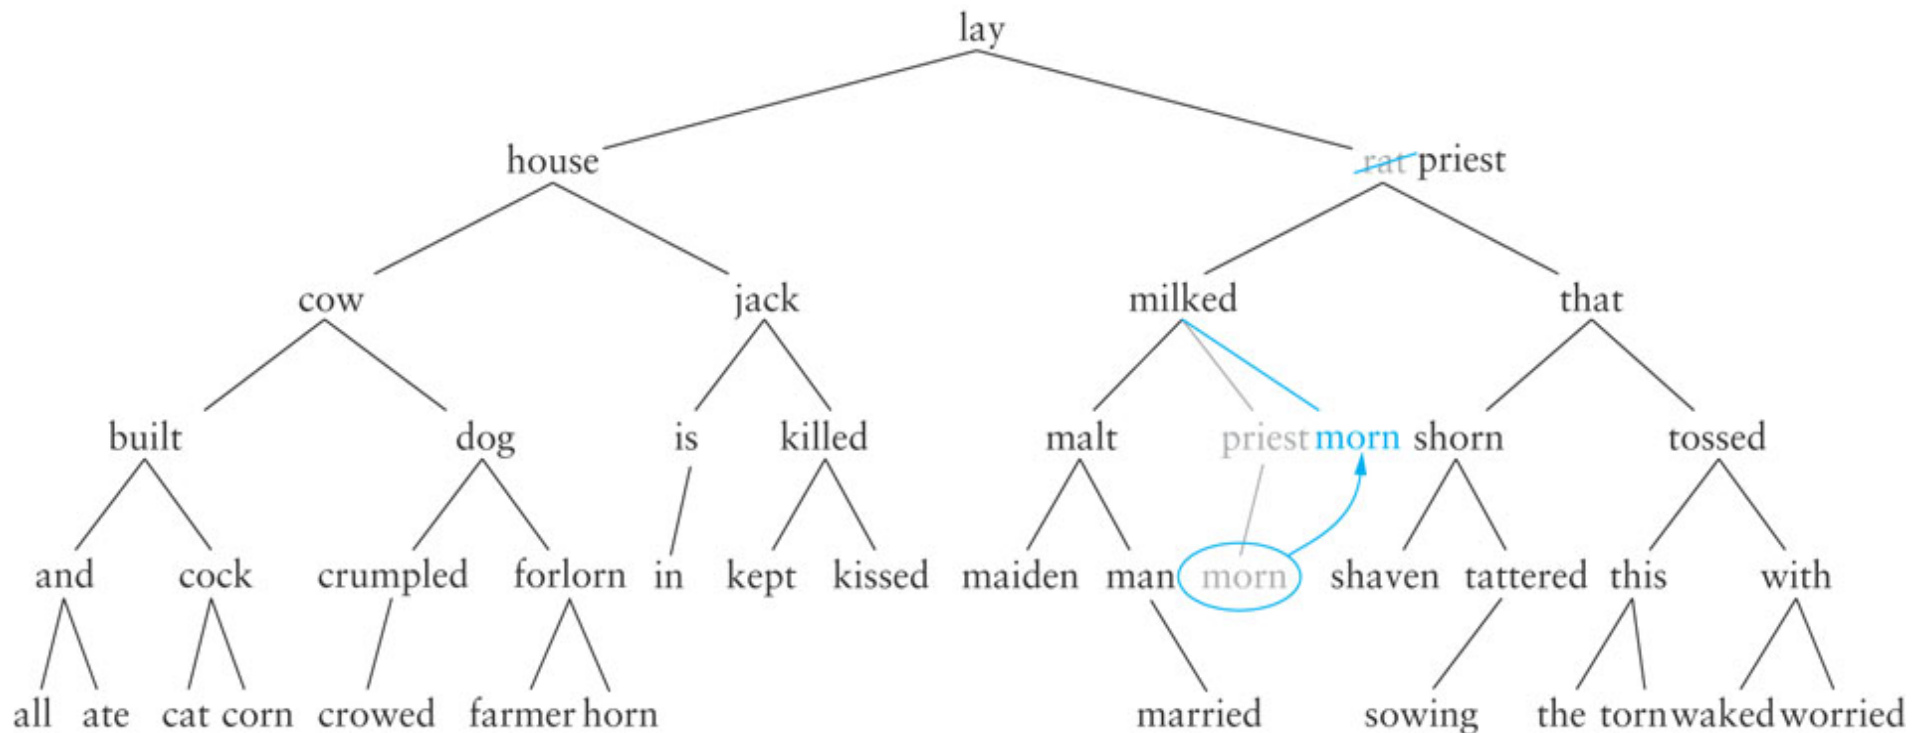 lay
house rat priest
cow jack milked that
built dog is killed malt priest morn shorn tossed
and cock crumpled forlorn in kept kissed maiden man morn shaven tattered this with
all ate cat corn crowed farmer horn married sowing the torn waked worried